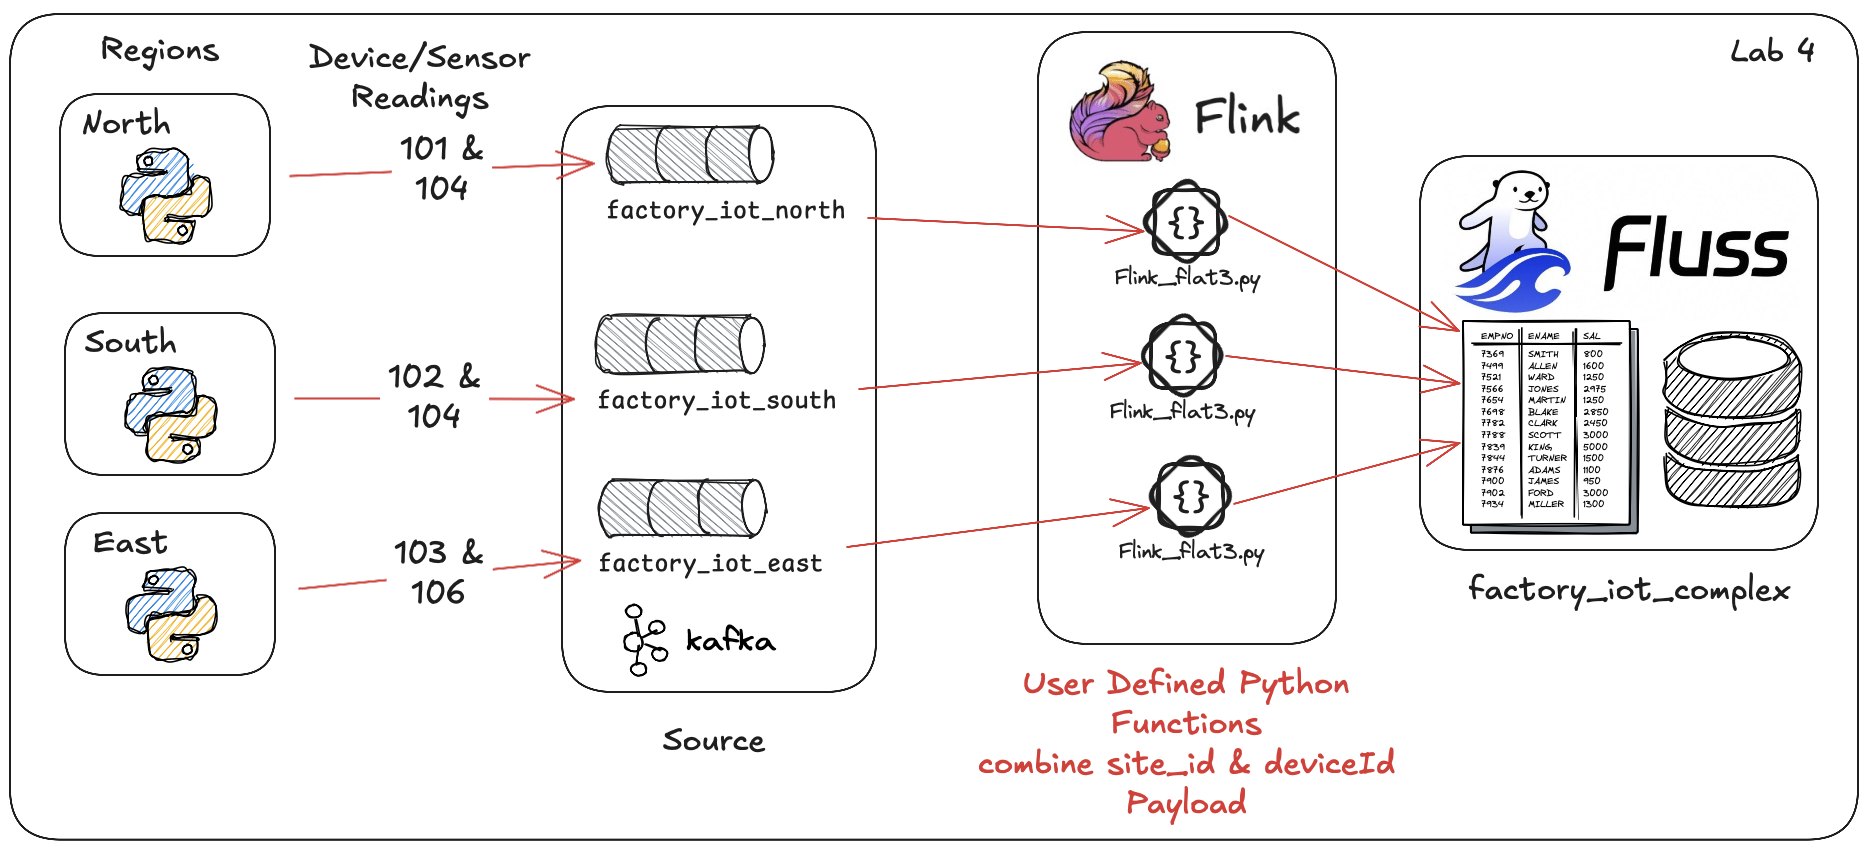 Regions
Device/Sensor
Readings
Lab 4
North
101 &
104
factory_iot_north
South
102 &
104
factory_iot_south
East
103 &
106
factory_iot_east
kafka
Source
Flink
Flink_flat3.py
Flink_flat3.py
Flink_flat3.py
User Defined Python
Functions
combine site_id & deviceId
Payload
Fluss
EMPNO ENAME SAL
7369 SMITH 800
7499 ALLEN 1600
7521 WARD 1250
7566 JONES 2975
7654 MARTIN 1250
7698 BLAKE 2850
7782 CLARK 2450
7788 SCOTT 3000
7839 KING 5000
7844 TURNER 1500
7876 ADAMS 1100
7900 JAMES 950
7902 FORD 3000
7934 MILLER 1300
factory_iot_complex